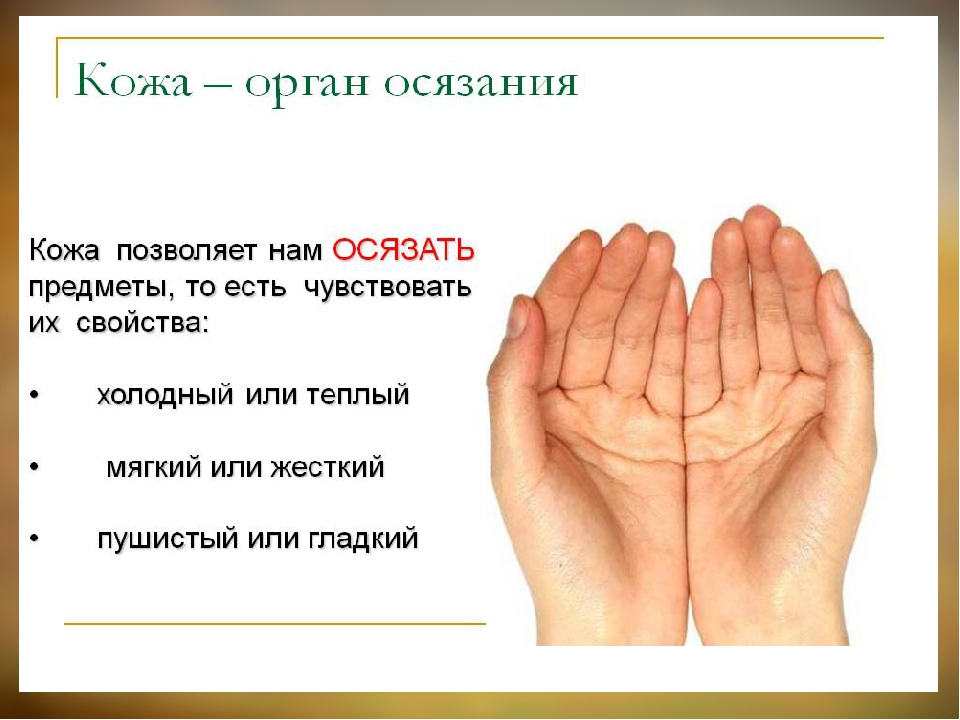 Кожа – орган осязания
Кожа позволяет нам ОСЯЗАТЬ
предметы, то есть чувствовать
их свойства:
• холодный или теплый
• мягкий или жесткий
• пушистый или гладкий